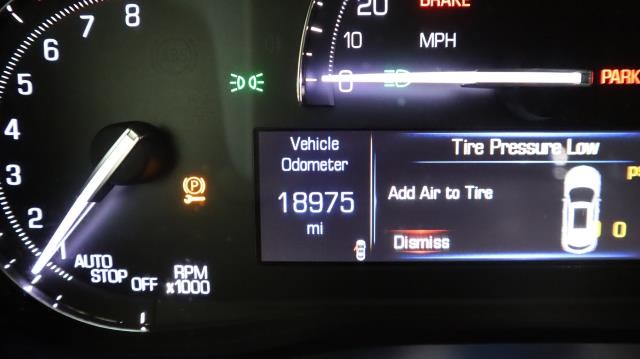 8
7
6
5
4
3
2
1
AUTO
STOP
OFF
RPM
x1000
P
20
10
0
MPH
BRAKE
PARK
Vehicle
Odometer
18975
mi
Tire Pressure Low
Add Air to Tire
Dismiss
0